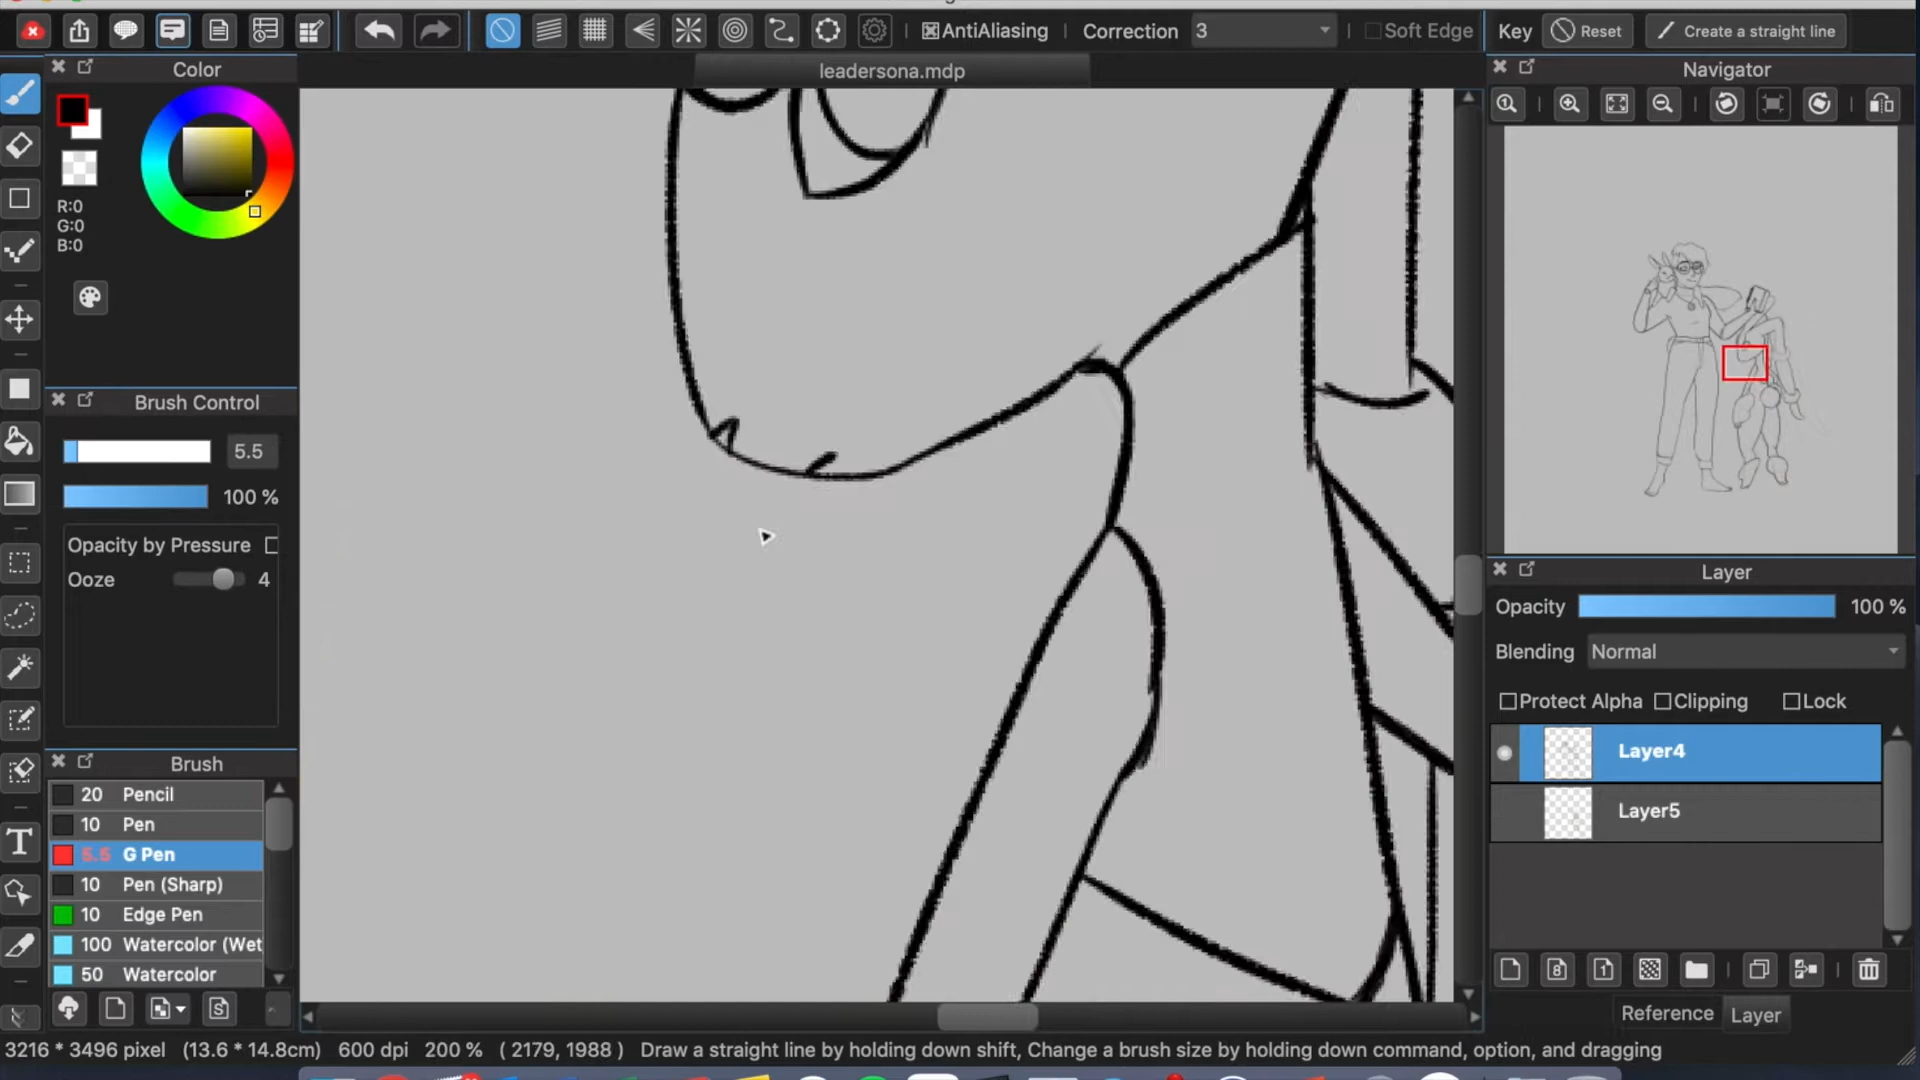 AntiAliasing
Correction
3
Soft Edge
Key
Reset
Create a straight line
leadersona.mdp
Color
R:0
G:0
B:0
Brush Control
5.5
100 %
Opacity by Pressure
Ooze
4
Brush
20 Pencil
10 Pen
5.5 G Pen
10 Pen (Sharp)
10 Edge Pen
100 Watercolor (Wet
50 Watercolor
Navigator
Layer
Opacity
100 %
Blending
Normal
Protect Alpha
Clipping
Lock
Layer4
Layer5
Reference
Layer
3216 * 3496 pixel (13.6 * 14.8cm) 600 dpi 200 % ( 2179, 1988 ) Draw a straight line by holding down shift, Change a brush size by holding down command, option, and dragging